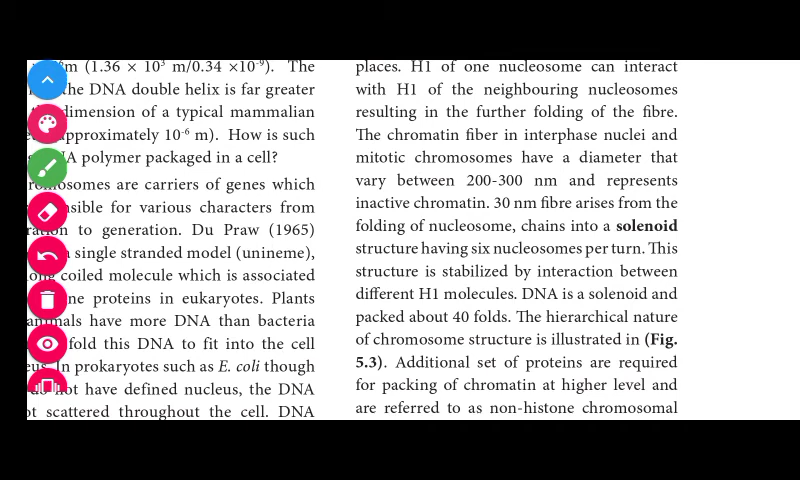 m (1.36 × 10³ m/0.34 ×10⁻⁹). The
the DNA double helix is far greater
dimension of a typical mammalian
approximately 10⁻⁶ m). How is such
polymer packaged in a cell?
are carriers of genes which
for various characters from
to generation. Du Praw (1965)
single stranded model (unineme),
coiled molecule which is associated
proteins in eukaryotes. Plants
have more DNA than bacteria
fold this DNA to fit into the cell
In prokaryotes such as E. coli though
not have defined nucleus, the DNA
scattered throughout the cell. DNA
places. H1 of one nucleosome can interact
with H1 of the neighbouring nucleosomes
resulting in the further folding of the fibre.
The chromatin fiber in interphase nuclei and
mitotic chromosomes have a diameter that
vary between 200-300 nm and represents
inactive chromatin. 30 nm fibre arises from the
folding of nucleosome, chains into a solenoid
structure having six nucleosomes per turn. This
structure is stabilized by interaction between
different H1 molecules. DNA is a solenoid and
packed about 40 folds. The hierarchical nature
of chromosome structure is illustrated in (Fig.
5.3). Additional set of proteins are required
for packing of chromatin at higher level and
are referred to as non-histone chromosomal